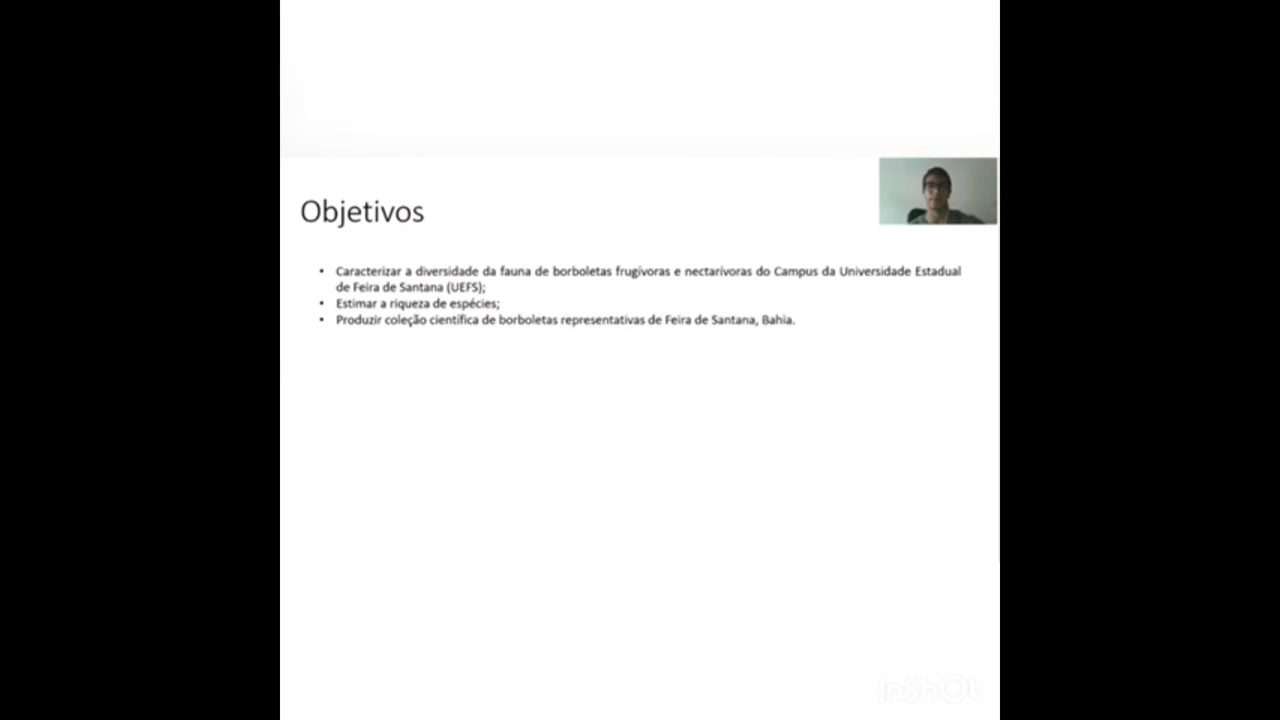 Objetivos
• Caracterizar a diversidade da fauna de borboletas frugívoras e nectarívoras do Campus da Universidade Estadual
de Feira de Santana (UEFS);
• Estimar a riqueza de espécies;
• Produzir coleção científica de borboletas representativas de Feira de Santana, Bahia.
InShOt